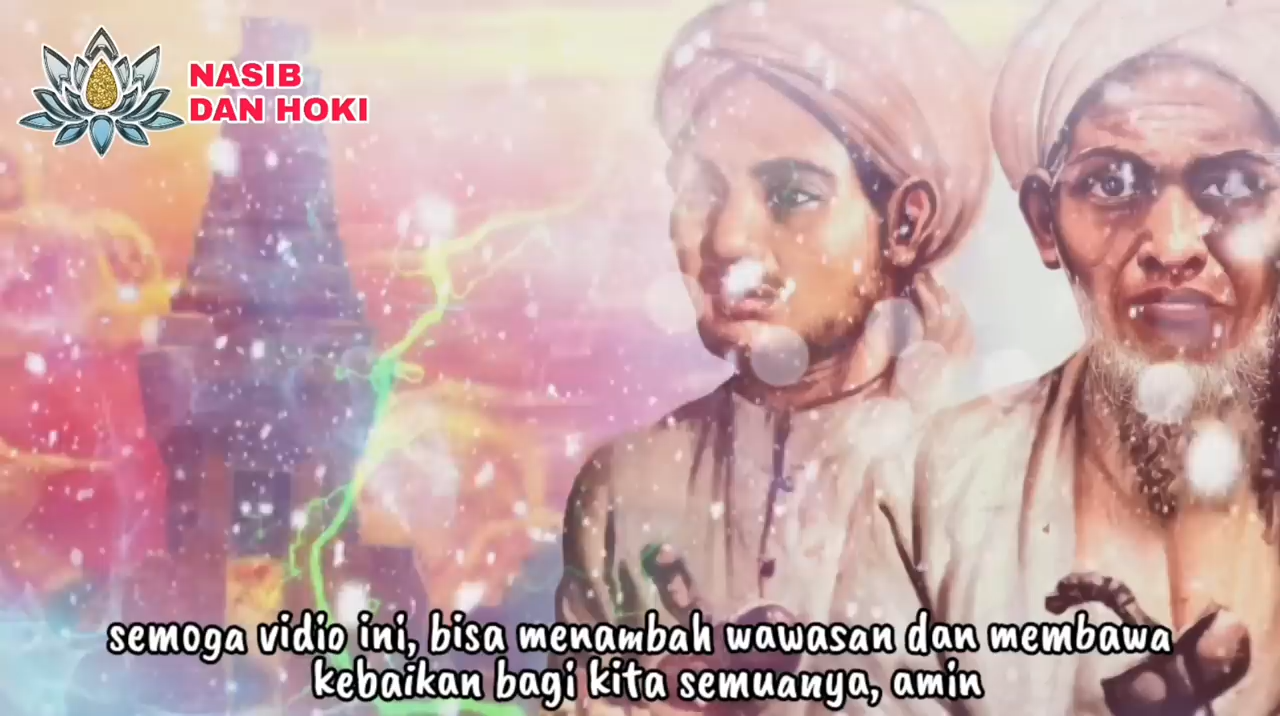 NASIB
DAN HOKI
semoga vidio ini, bisa menambah wawasan dan membawa
kebaikan bagi kita semuanya, amin